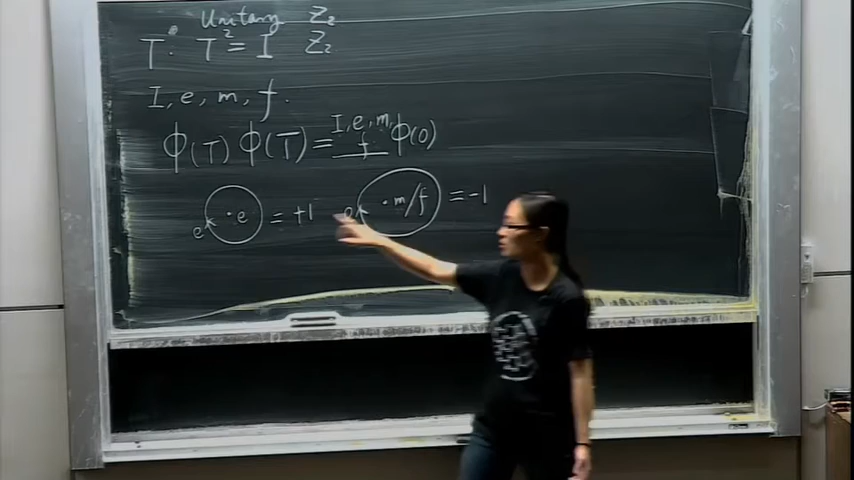 Unitary Z₂
T: T² = I Z₂
I, e, m, f.
ϕ(T) ϕ(T) = I, e, m, f ϕ(0)
e · e = +1 e · m/f = -1